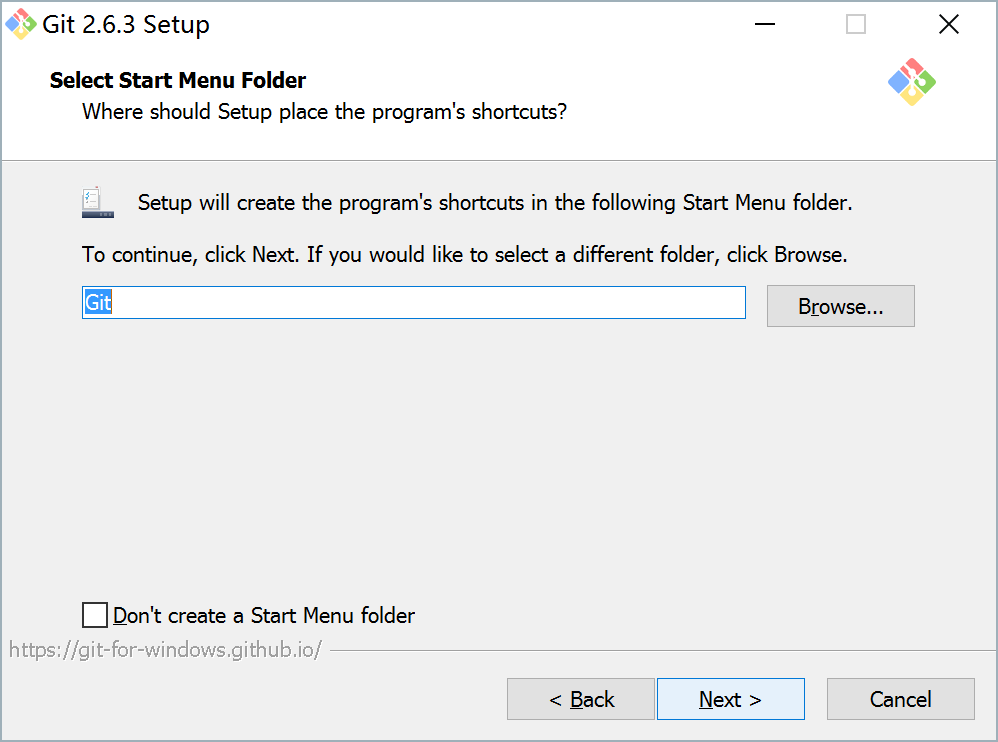 Git 2.6.3 Setup
Select Start Menu Folder
Where should Setup place the program's shortcuts?
Setup will create the program's shortcuts in the following Start Menu folder.
To continue, click Next. If you would like to select a different folder, click Browse.
Git
Browse...
Don't create a Start Menu folder
https://git-for-windows.github.io/
< Back
Next >
Cancel